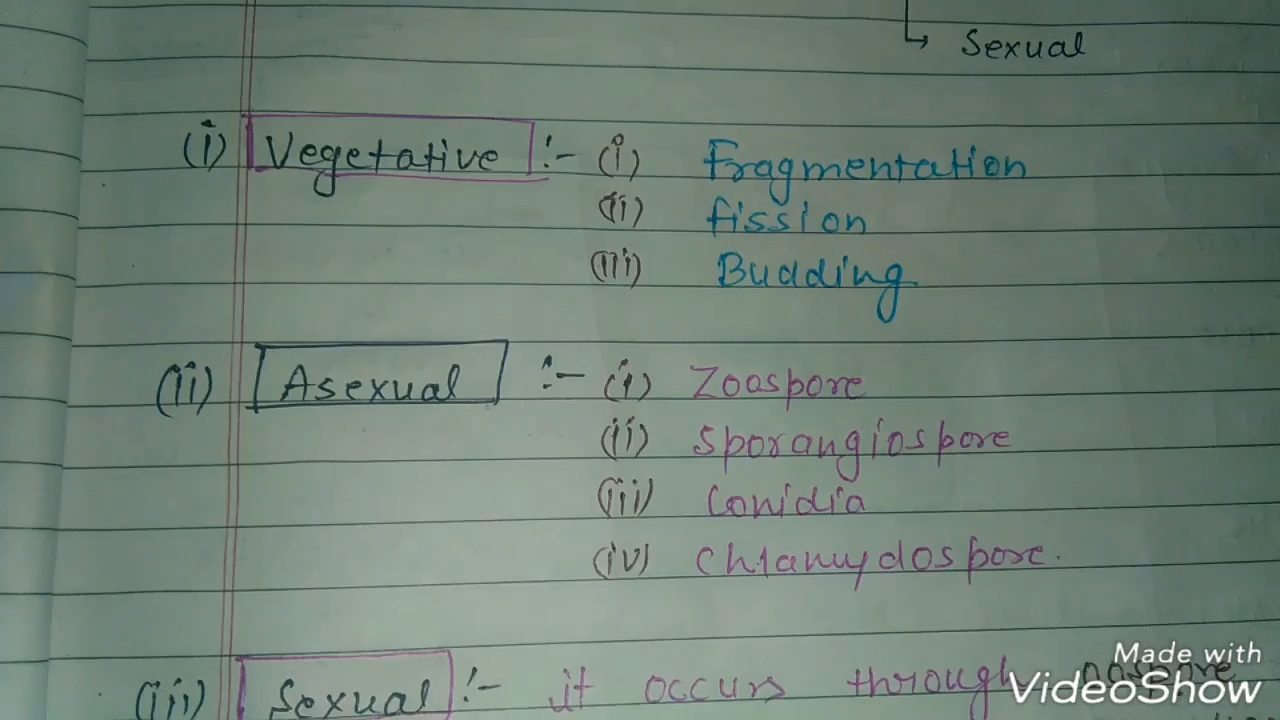 ↳ Sexual
(i) Vegetative :- (i) Fragmentation
(ii) fission
(iii) Budding
(ii) Asexual :- (i) Zoospore
(ii) Sporangiospore
(iii) Conidia
(iv) Chlamydospore.
(iii) Sexual :- it occurs through
Made with
VideoShow